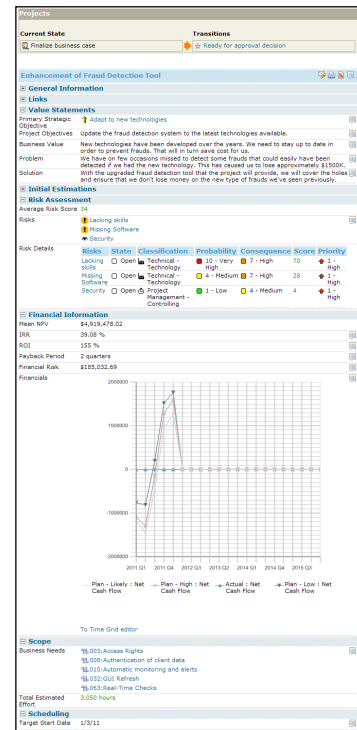 Projects
Current State Transitions
Finalize business case Ready for approval decision
Enhancement of Fraud Detection Tool
General Information
Links
Value Statements
Primary Strategic Objective Adapt to new technologies
Project Objectives Update the fraud detection system to the latest technologies available.
Business Value New technologies have been developed over the years. We need to stay up to date in
order to prevent frauds. That will in turn save cost for us.
Problem We have on few occasions missed to detect some frauds that could easily have been
detected if we had the new technology. This has caused us to lose approximately $1500K.
Solution With the upgraded fraud detection tool that the project will provide, we will cover the holes
and ensure that we don't lose money on the new type of frauds we've seen previously.
Initial Estimations
Risk Assessment
Average Risk Score 34
Risks Lacking skills
Missing Software
Security
Risk Details Risks State Classification Probability Consequence Score Priority
Lacking skills Open Technical - Technology 10 - Very High 7 - High 70 1 - High
Missing Software Open Technical - Technology 4 - Medium 7 - High 28 1 - High
Security Open Project Management - Controlling 1 - Low 4 - Medium 4 1 - High
Financial Information
Mean NPV $4,919,478.02
IRR 39.08 %
ROI 155 %
Payback Period 2 quarters
Financial Risk $185,032.69
Financials
2000000
1000000
0
-1000000
-2000000
2011 Q1 2011 Q4 2012 Q3 2013 Q2 2014 Q1 2014 Q4 2015 Q3
Plan - Likely : Net Cash Flow Plan - High : Net Cash Flow Actual : Net Cash Flow Plan - Low : Net Cash Flow
To Time Grid editor
Scope
Business Needs 003:Access Rights
008:Authentication of client data
010:Automatic monitoring and alerts
032:GUI Refresh
063:Real-Time Checks
Total Estimated Effort 3,050 hours
Scheduling
Target Start Date 1/3/11